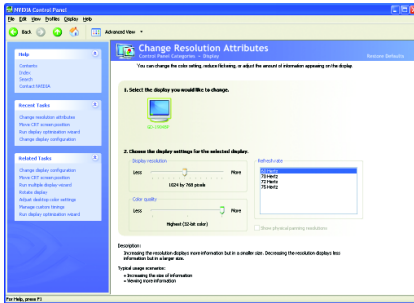 NVIDIA Control Panel
File Edit View Profiles Display Help
Back Advanced View
Help
Contents
Index
Search
Contact NVIDIA
Recent Tasks
Change resolution attributes
Move CRT screen position
Run display optimization wizard
Change display configuration
Related Tasks
Change display configuration
Move CRT screen position
Run multiple display wizard
Rotate display
Adjust desktop color settings
Manage custom timings
Run display optimization wizard
Change Resolution Attributes
Control Panel Categories > Display
Restore Defaults
You can change the color setting, reduce flickering, or adjust the amount of information appearing on the display.
1. Select the display you would like to change.
2. Choose the display settings for the selected display.
Display resolution
Less More
1024 by 768 pixels
Color quality
Less More
Highest (32-bit color)
Refresh rate
60 Hertz
70 Hertz
72 Hertz
75 Hertz
Show physical panning resolutions
Description:
Increasing the resolution displays more information but in a smaller size. Decreasing the resolution displays less
information but in a larger size.
Typical usage scenarios:
• Increasing the size of information
• Viewing more information
For Help, press F1